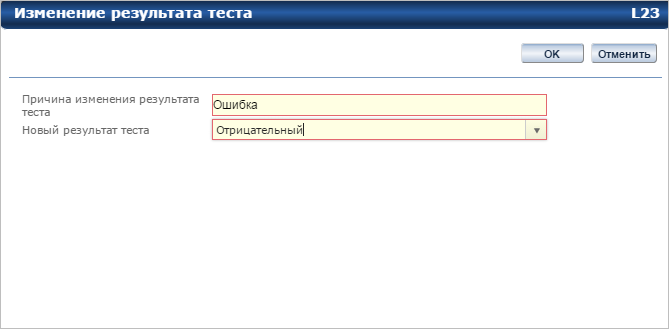 Изменение результата теста L23
OK Отменить
Причина изменения результата
теста
Ошибка
Новый результат теста Отрицательный